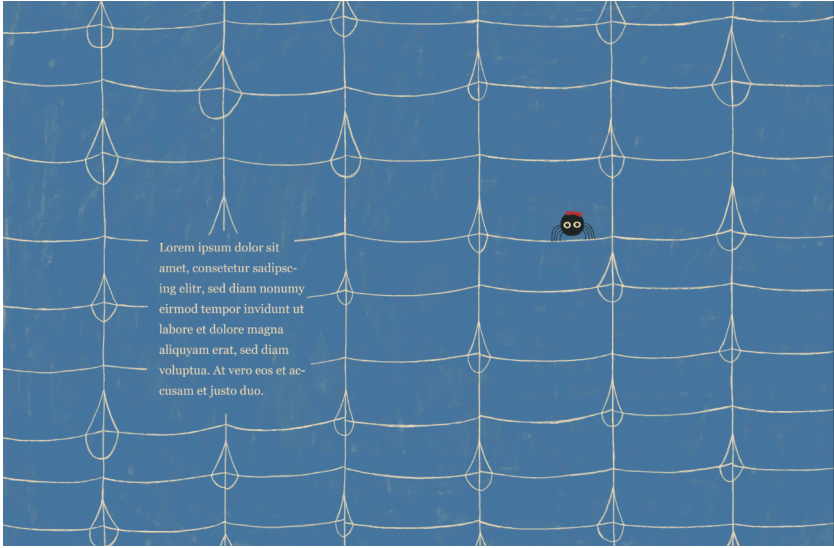 Lorem ipsum dolor sit
amet, consetetur sadipsc-
ing elitr, sed diam nonumy
eirmod tempor invidunt ut
labore et dolore magna
aliquyam erat, sed diam
voluptua. At vero eos et ac-
cusam et justo duo.